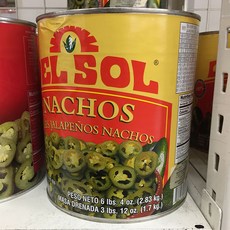 EL SOL®
NACHOS
JALAPEÑOS NACHOS
PESO NETO 6 lbs. 4 oz. (2.83 kg.)
MASA DRENADA 3 lbs. 12 oz. (1.7 kg.)